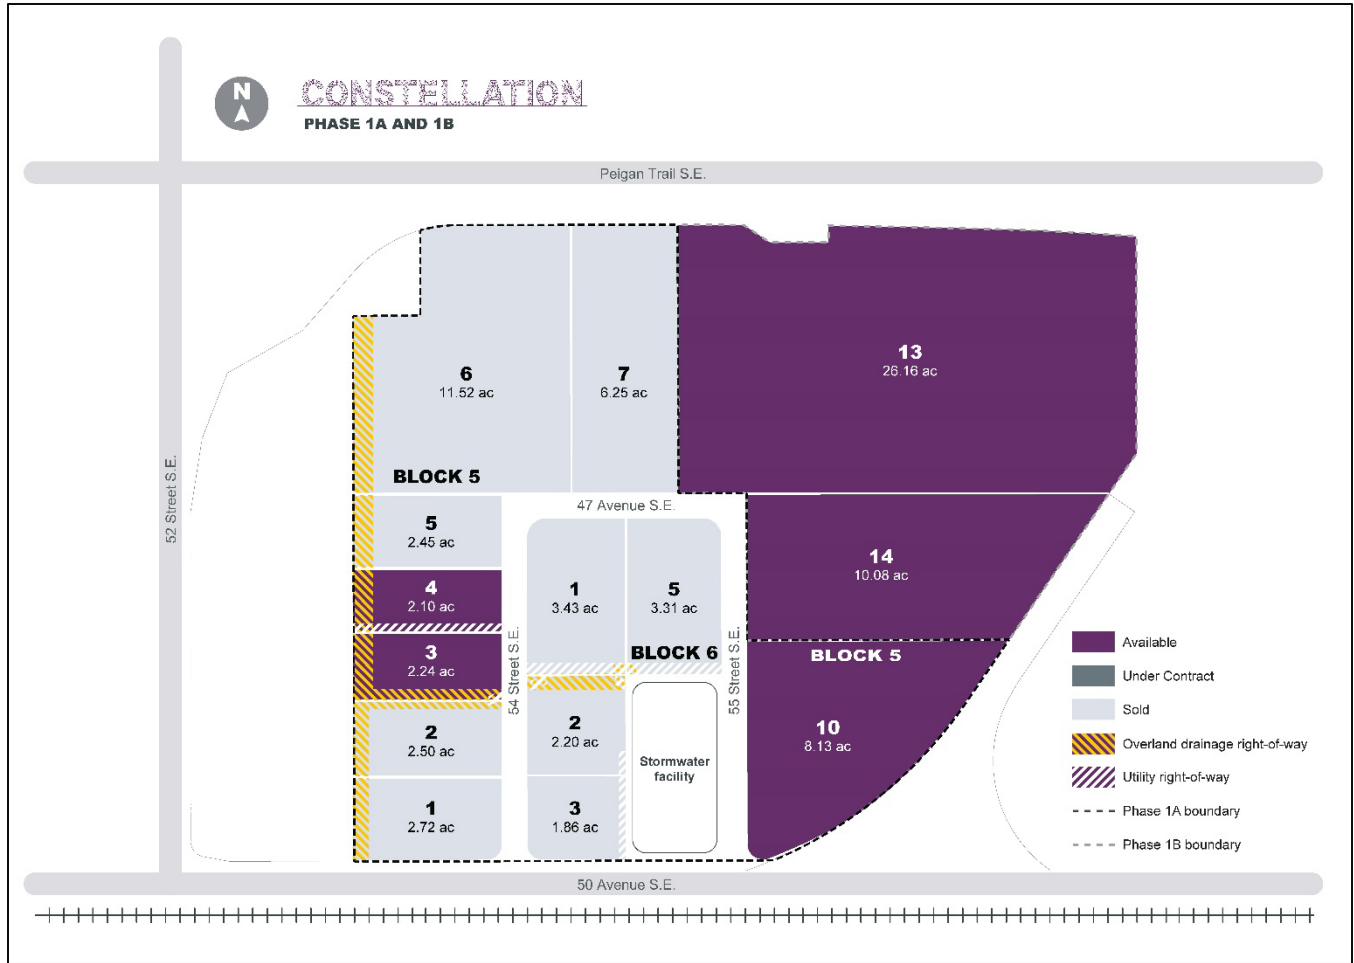 N
CONSTELLATION
PHASE 1A AND 1B
Peigan Trail S.E.
52 Street S.E.
6
11.52 ac
7
6.25 ac
13
26.16 ac
BLOCK 5
47 Avenue S.E.
5
2.45 ac
4
2.10 ac
3
2.24 ac
2
2.50 ac
1
2.72 ac
54 Street S.E.
1
3.43 ac
5
3.31 ac
BLOCK 6
2
2.20 ac
3
1.86 ac
Stormwater
facility
55 Street S.E.
14
10.08 ac
BLOCK 5
10
8.13 ac
Available
Under Contract
Sold
Overland drainage right-of-way
Utility right-of-way
Phase 1A boundary
Phase 1B boundary
50 Avenue S.E.